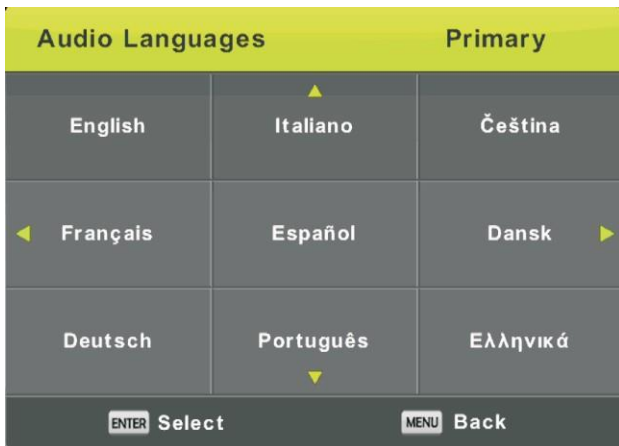 Audio Languages Primary
English Italiano Čeština
Français Español Dansk
Deutsch Português Ελληνικά
ENTER Select MENU Back